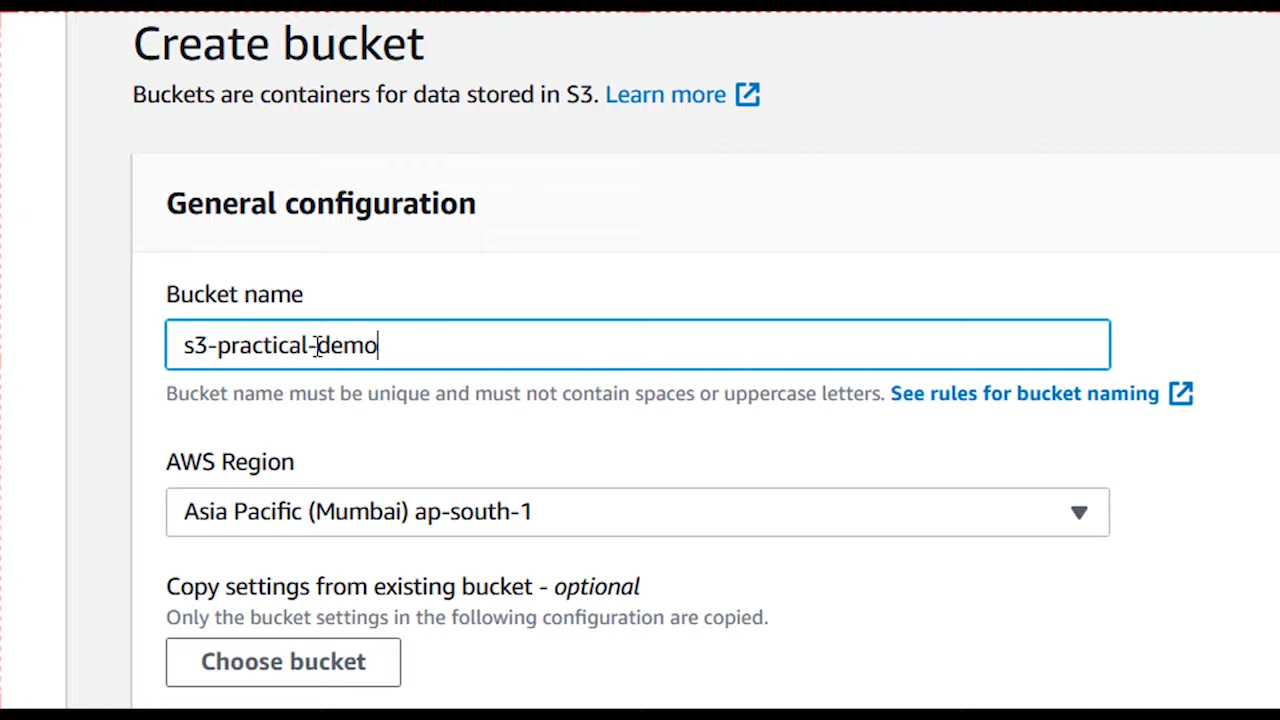 Create bucket
Buckets are containers for data stored in S3. Learn more
General configuration
Bucket name
s3-practical-demo
Bucket name must be unique and must not contain spaces or uppercase letters. See rules for bucket naming
AWS Region
Asia Pacific (Mumbai) ap-south-1
Copy settings from existing bucket - optional
Only the bucket settings in the following configuration are copied.
Choose bucket